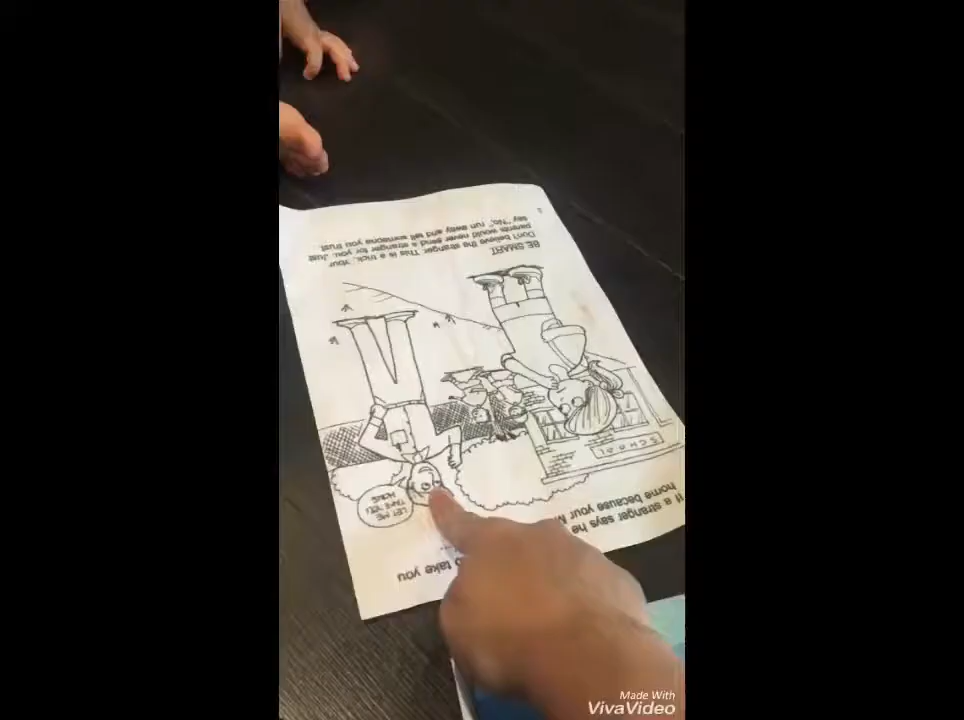 If a stranger says he
o take you
home because your M
LET ME
TAKE YOU
HOME
SCHOOL
BE SMART
Don't believe the stranger. This is a trick. Your
parents would never send a stranger for you. Just
say "No," run away and tell someone you trust.
Made With
VivaVideo